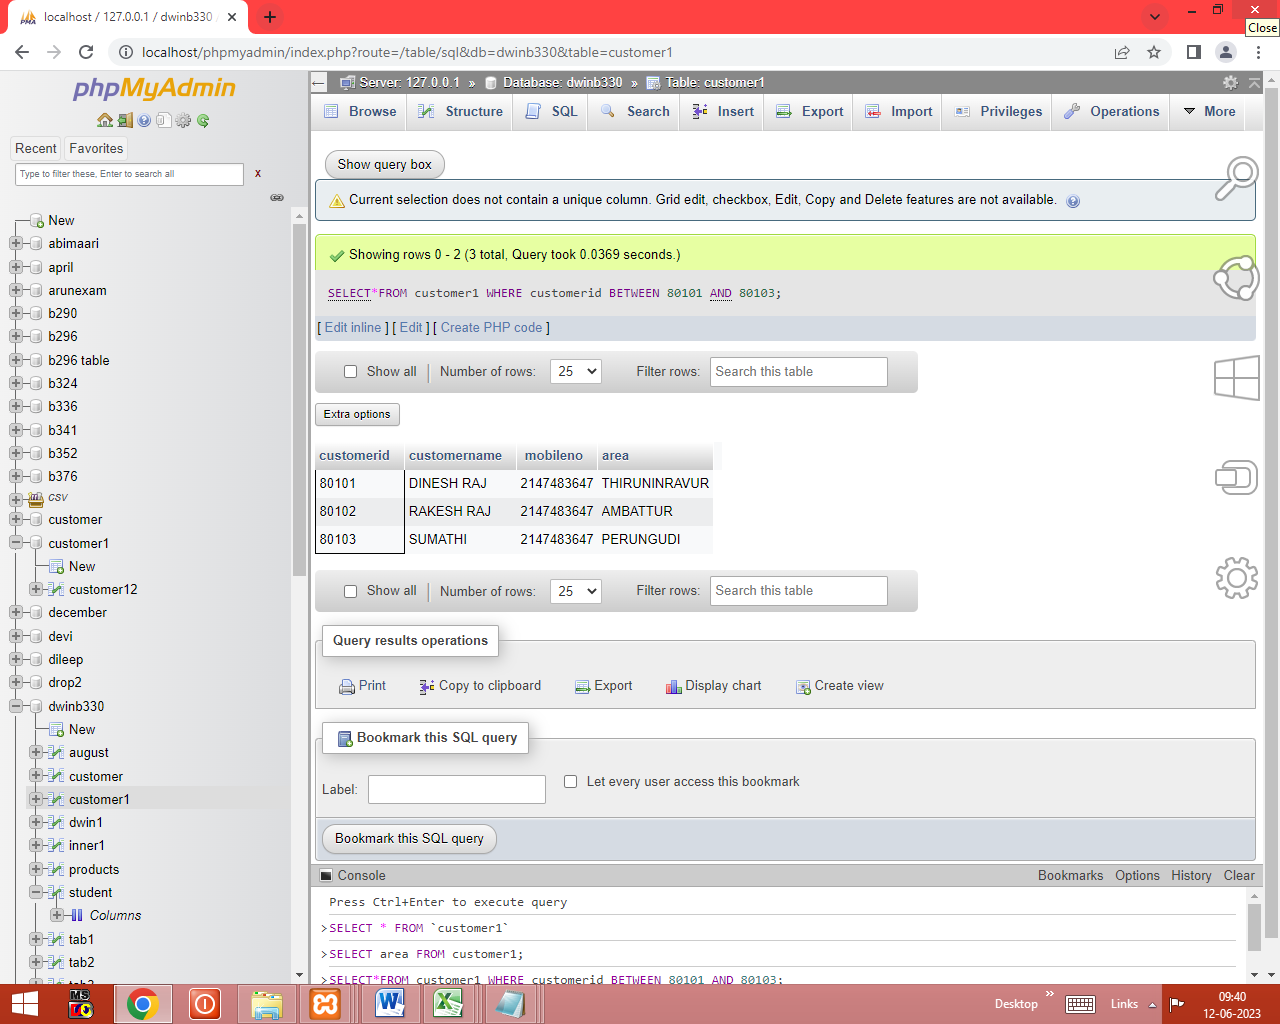 localhost / 127.0.0.1 / dwinb330
Close
localhost/phpmyadmin/index.php?route=/table/sql&db=dwinb330&table=customer1
phpMyAdmin
Recent Favorites
Type to filter these, Enter to search all X
New
abimaari
april
arunexam
b290
b296
b296 table
b324
b336
b341
b352
b376
csv
customer
customer1
New
customer12
december
devi
dileep
drop2
dwinb330
New
august
customer
customer1
dwin1
inner1
products
student
Columns
tab1
tab2
Server: 127.0.0.1 » Database: dwinb330 » Table: customer1
Browse Structure SQL Search Insert Export Import Privileges Operations More
Show query box
Current selection does not contain a unique column. Grid edit, checkbox, Edit, Copy and Delete features are not available.
Showing rows 0 - 2 (3 total, Query took 0.0369 seconds.)
SELECT*FROM customer1 WHERE customerid BETWEEN 80101 AND 80103;
[ Edit inline ] [ Edit ] [ Create PHP code ]
Show all Number of rows: 25 Filter rows: Search this table
Extra options
customerid customername mobileno area
80101 DINESH RAJ 2147483647 THIRUNINRAVUR
80102 RAKESH RAJ 2147483647 AMBATTUR
80103 SUMATHI 2147483647 PERUNGUDI
Show all Number of rows: 25 Filter rows: Search this table
Query results operations
Print Copy to clipboard Export Display chart Create view
Bookmark this SQL query
Label: Let every user access this bookmark
Bookmark this SQL query
Console Bookmarks Options History Clear
Press Ctrl+Enter to execute query
>SELECT * FROM `customer1`
>SELECT area FROM customer1;
>SELECT*FROM customer1 WHERE customerid BETWEEN 80101 AND 80103;
Desktop » Links 09:40
12-06-2023